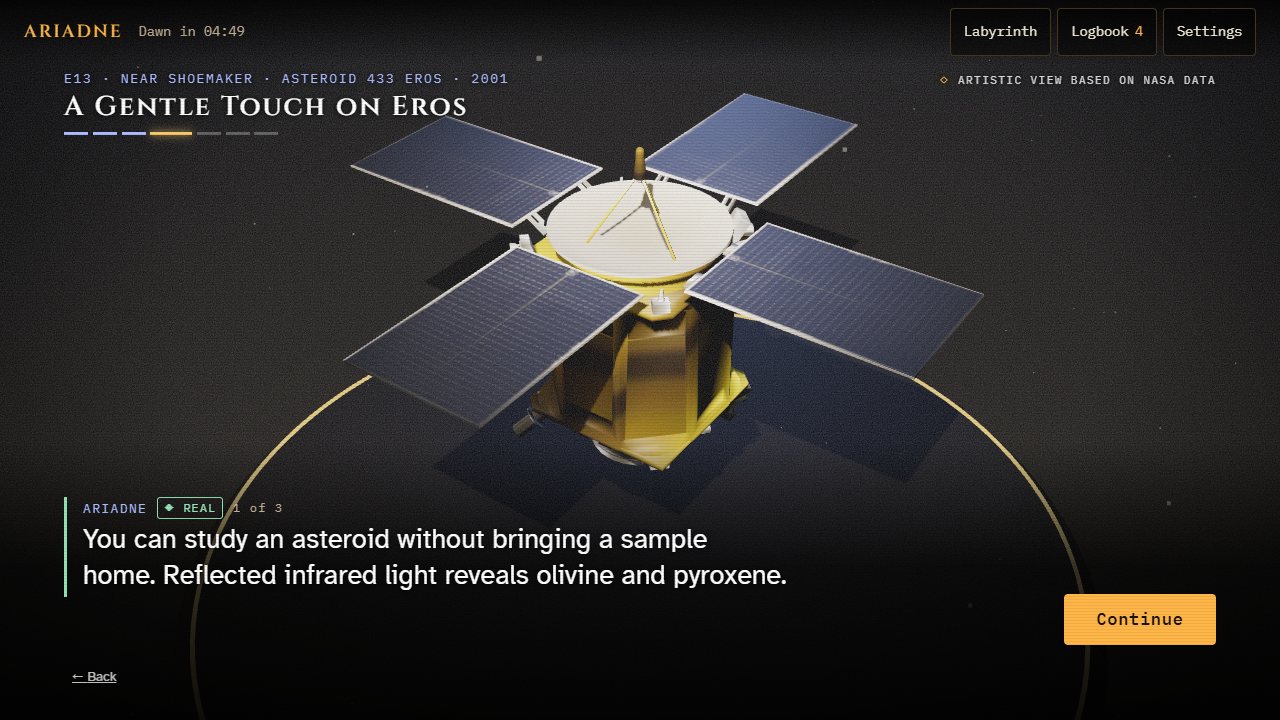 ARIADNE Dawn in 04:49 Labyrinth Logbook 4 Settings
E13 · NEAR SHOEMAKER · ASTEROID 433 EROS · 2001
◇ ARTISTIC VIEW BASED ON NASA DATA
A Gentle Touch on Eros
ARIADNE ◆ REAL 1 of 3
You can study an asteroid without bringing a sample
home. Reflected infrared light reveals olivine and pyroxene.
Continue
← Back